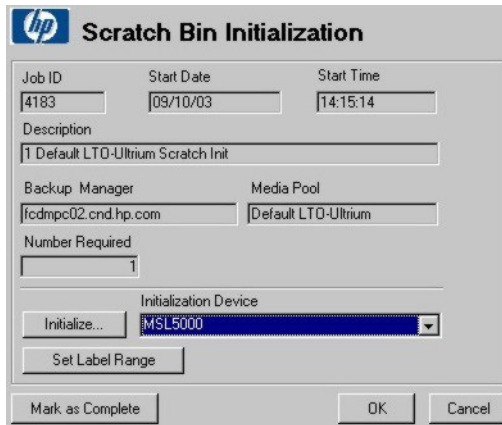 hp Scratch Bin Initialization
Job ID Start Date Start Time
4183 09/10/03 14:15:14
Description
1 Default LTO-Ultrium Scratch Init
Backup Manager Media Pool
fcdmpc02.cnd.hp.com Default LTO-Ultrium
Number Required
1
Initialization Device
Initialize... MSL5000
Set Label Range
Mark as Complete OK Cancel